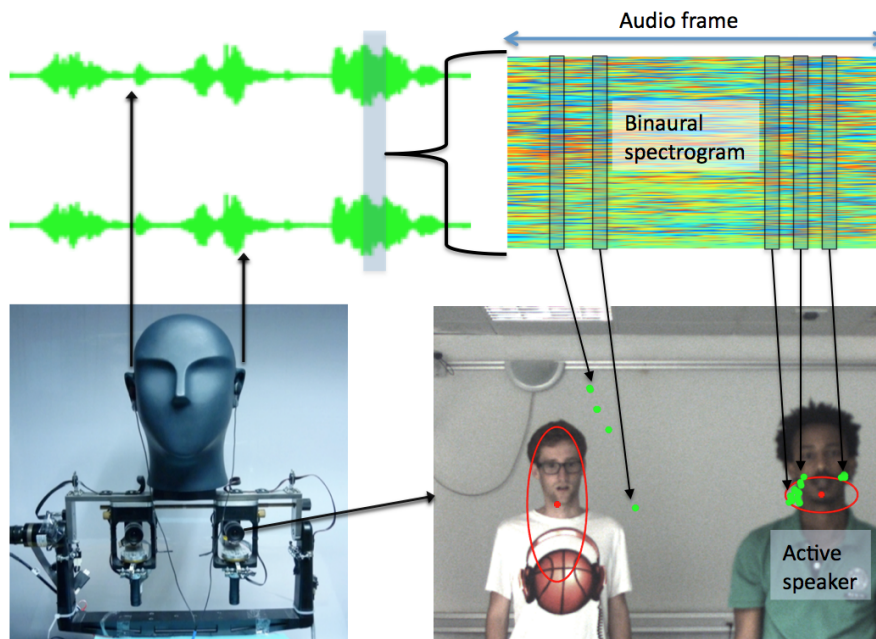 Audio frame
Binaural
spectrogram
Active
speaker